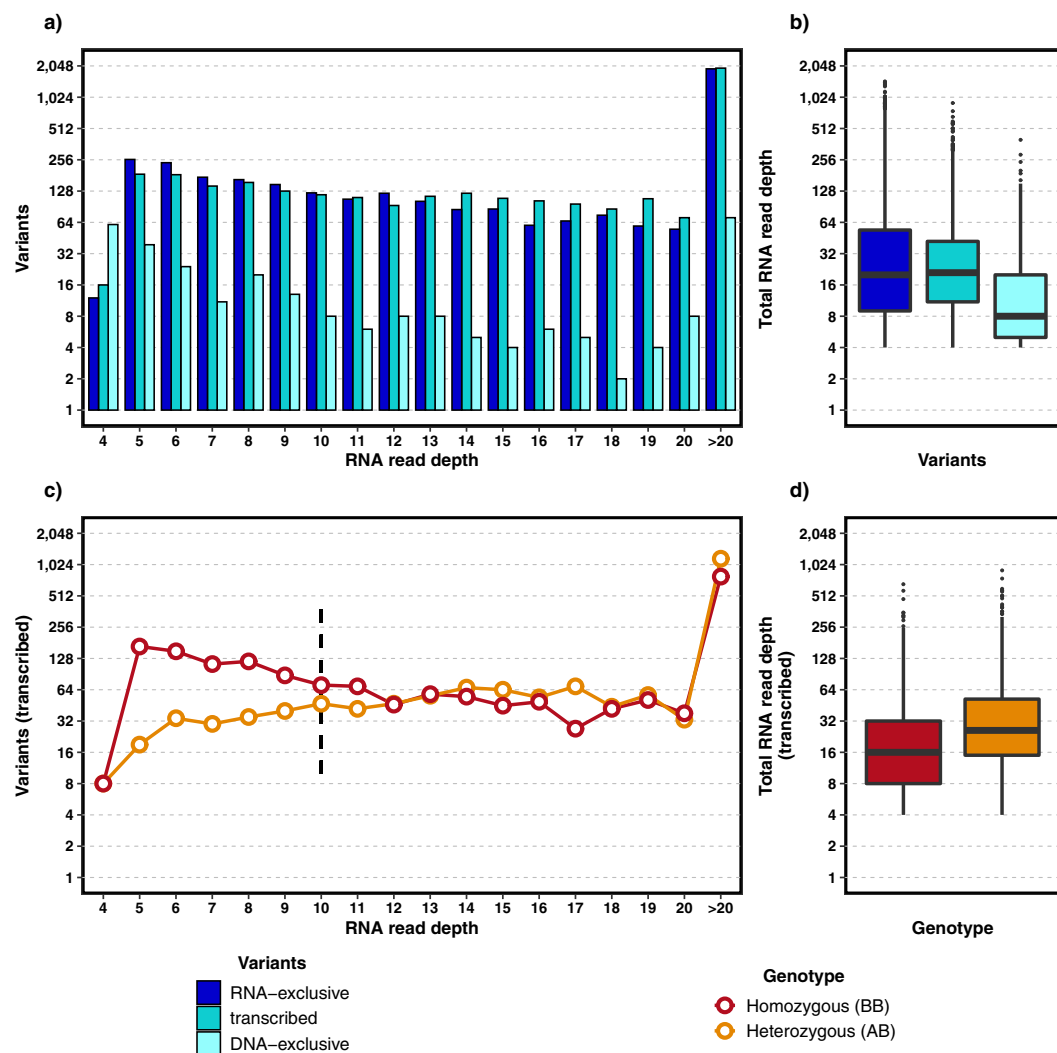 a)
2,048
1,024
512
256
128
64
32
16
8
4
2
1
Variants
4 5 6 7 8 9 10 11 12 13 14 15 16 17 18 19 20 >20
RNA read depth
b)
2,048
1,024
512
256
128
64
32
16
8
4
2
1
Total RNA read depth
Variants
c)
2,048
1,024
512
256
128
64
32
16
8
4
2
1
Variants (transcribed)
4 5 6 7 8 9 10 11 12 13 14 15 16 17 18 19 20 >20
RNA read depth
d)
2,048
1,024
512
256
128
64
32
16
8
4
2
1
Total RNA read depth
(transcribed)
Genotype
Variants
RNA−exclusive
transcribed
DNA−exclusive
Genotype
Homozygous (BB)
Heterozygous (AB)